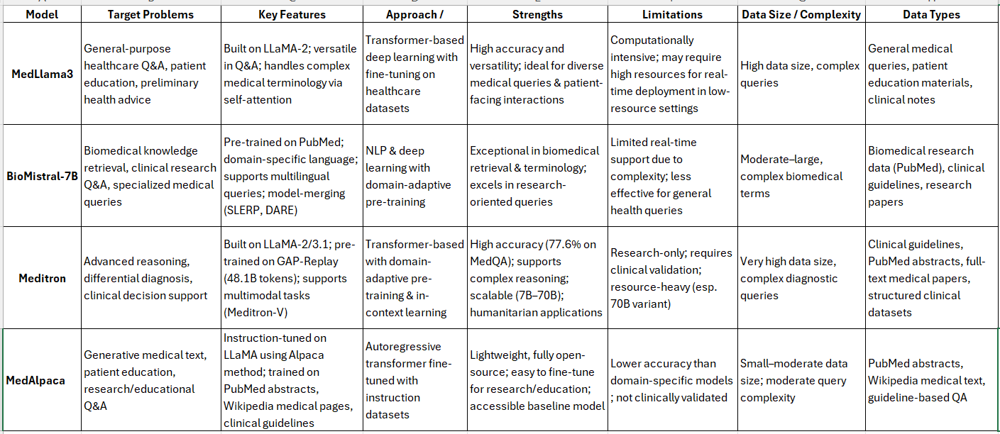 Model
Target Problems
Key Features
Approach /
Strengths
Limitations
Data Size / Complexity
Data Types
MedLlama3
General-purpose
healthcare Q&A, patient
education, preliminary
health advice
Built on LLaMA-2; versatile
in Q&A; handles complex
medical terminology via
self-attention
Transformer-based
deep learning with
fine-tuning on
healthcare
datasets
High accuracy and
versatility; ideal for diverse
medical queries & patient-
facing interactions
Computationally
intensive; may require
high resources for real-
time deployment in low-
resource settings
High data size, complex
queries
General medical
queries, patient
education materials,
clinical notes
BioMistral-7B
Biomedical knowledge
retrieval, clinical research
Q&A, specialized medical
queries
Pre-trained on PubMed;
domain-specific language;
supports multilingual
queries; model-merging
(SLERP, DARE)
NLP & deep
learning with
domain-adaptive
pre-training
Exceptional in biomedical
retrieval & terminology;
excels in research-
oriented queries
Limited real-time
support due to
complexity; less
effective for general
health queries
Moderate–large,
complex biomedical
terms
Biomedical research
data (PubMed), clinical
guidelines, research
papers
Meditron
Advanced reasoning,
differential diagnosis,
clinical decision support
Built on LLaMA-2/3.1; pre-
trained on GAP-Replay
(48.1B tokens); supports
multimodal tasks
(Meditron-V)
Transformer-based
with domain-
adaptive pre-
training & in-
context learning
High accuracy (77.6% on
MedQA); supports
complex reasoning;
scalable (7B–70B);
humanitarian applications
Research-only; requires
clinical validation;
resource-heavy (esp.
70B variant)
Very high data size,
complex diagnostic
queries
Clinical guidelines,
PubMed abstracts, full-
text medical papers,
structured clinical
datasets
MedAlpaca
Generative medical text,
patient education,
research/educational
Q&A
Instruction-tuned on
LLaMA using Alpaca
method; trained on
PubMed abstracts,
Wikipedia medical pages,
clinical guidelines
Autoregressive
transformer fine-
tuned with
instruction
datasets
Lightweight, fully open-
source; easy to fine-tune
for research/education;
accessible baseline model
Lower accuracy than
domain-specific models
; not clinically validated
Small–moderate data
size; moderate query
complexity
PubMed abstracts,
Wikipedia medical text,
guideline-based QA